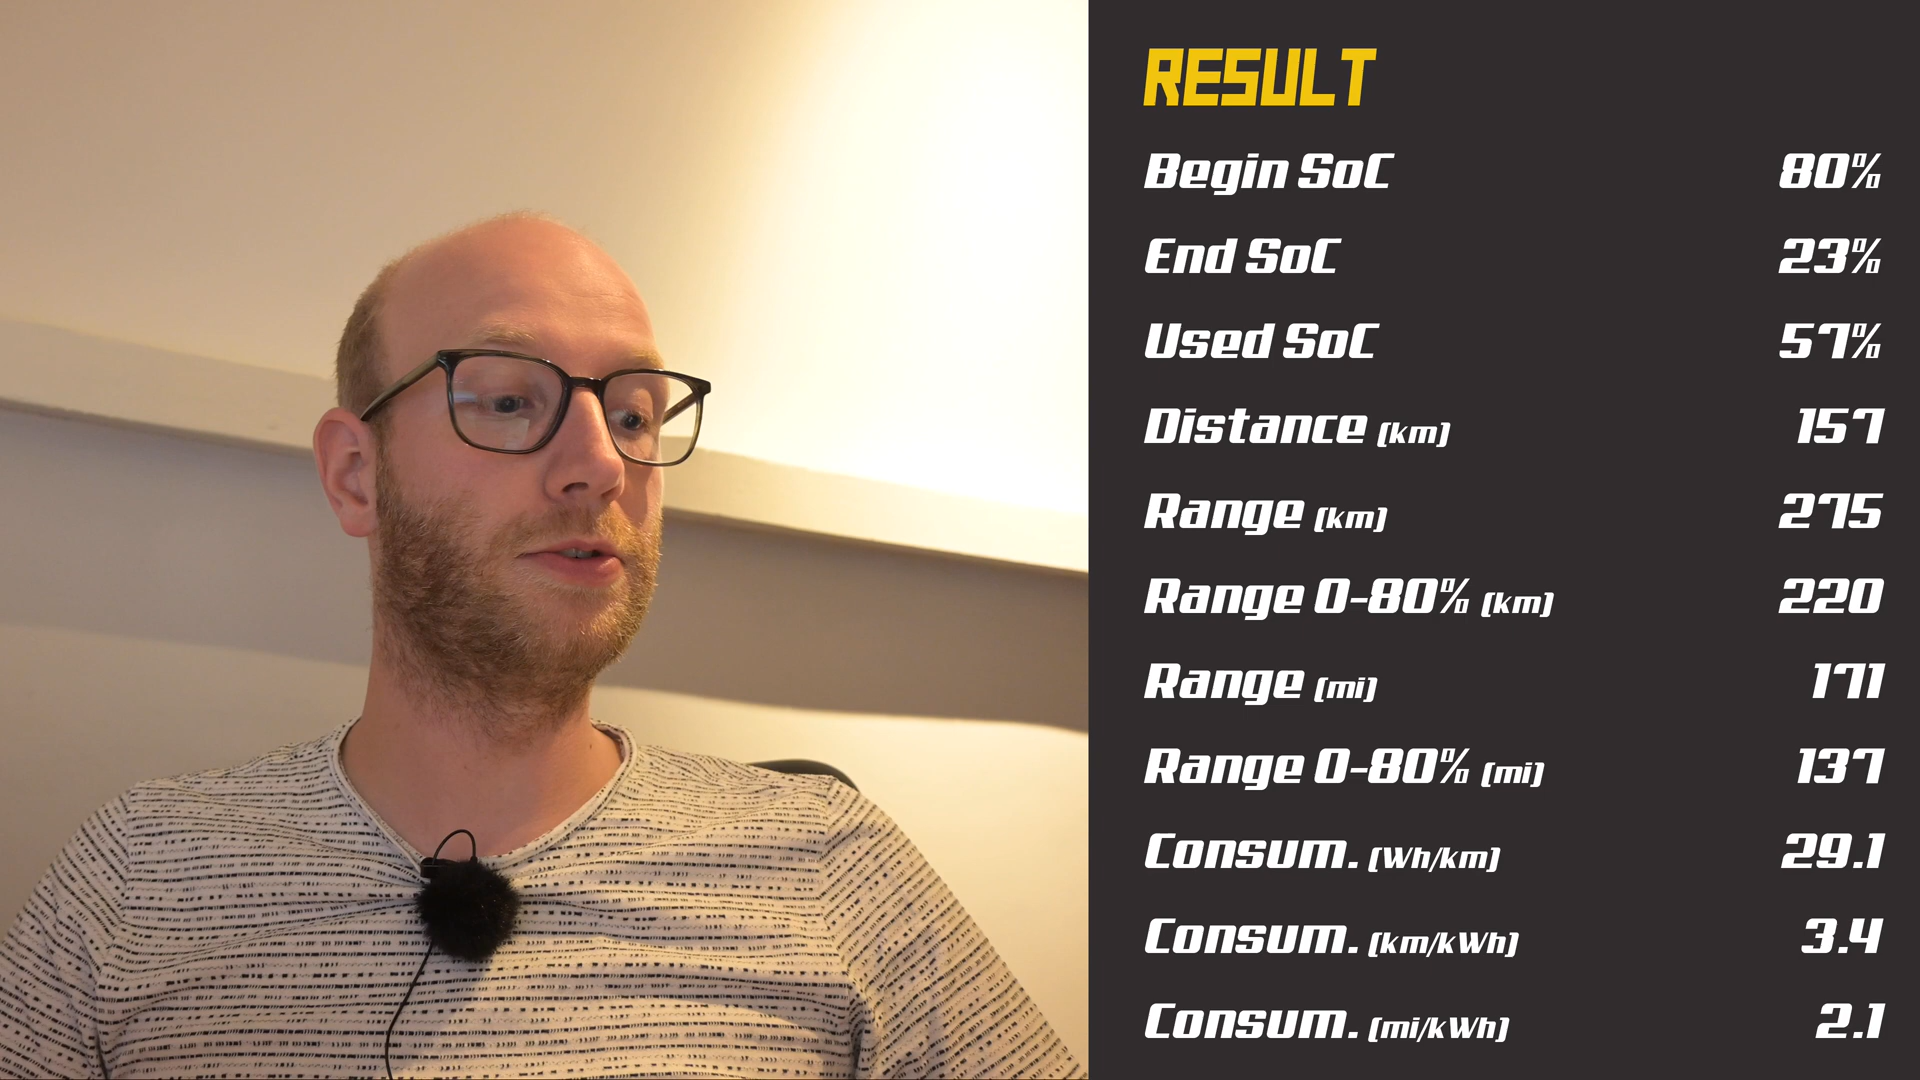 RESULT
Begin SoC 80%
End SoC 23%
Used SoC 57%
Distance (km) 157
Range (km) 275
Range 0-80% (km) 220
Range (mi) 171
Range 0-80% (mi) 137
Consum. (Wh/km) 29.1
Consum. (km/kWh) 3.4
Consum. (mi/kWh) 2.1